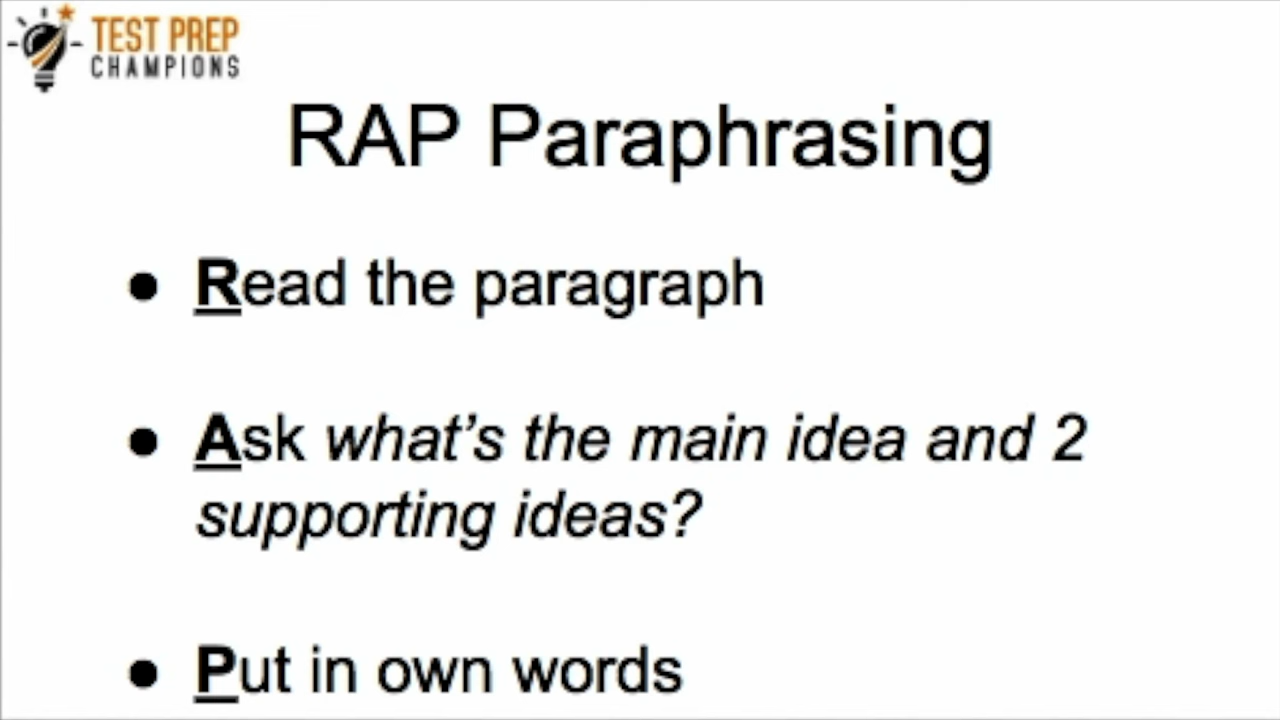 TEST PREP
CHAMPIONS
RAP Paraphrasing
● Read the paragraph
● Ask what’s the main idea and 2
supporting ideas?
● Put in own words